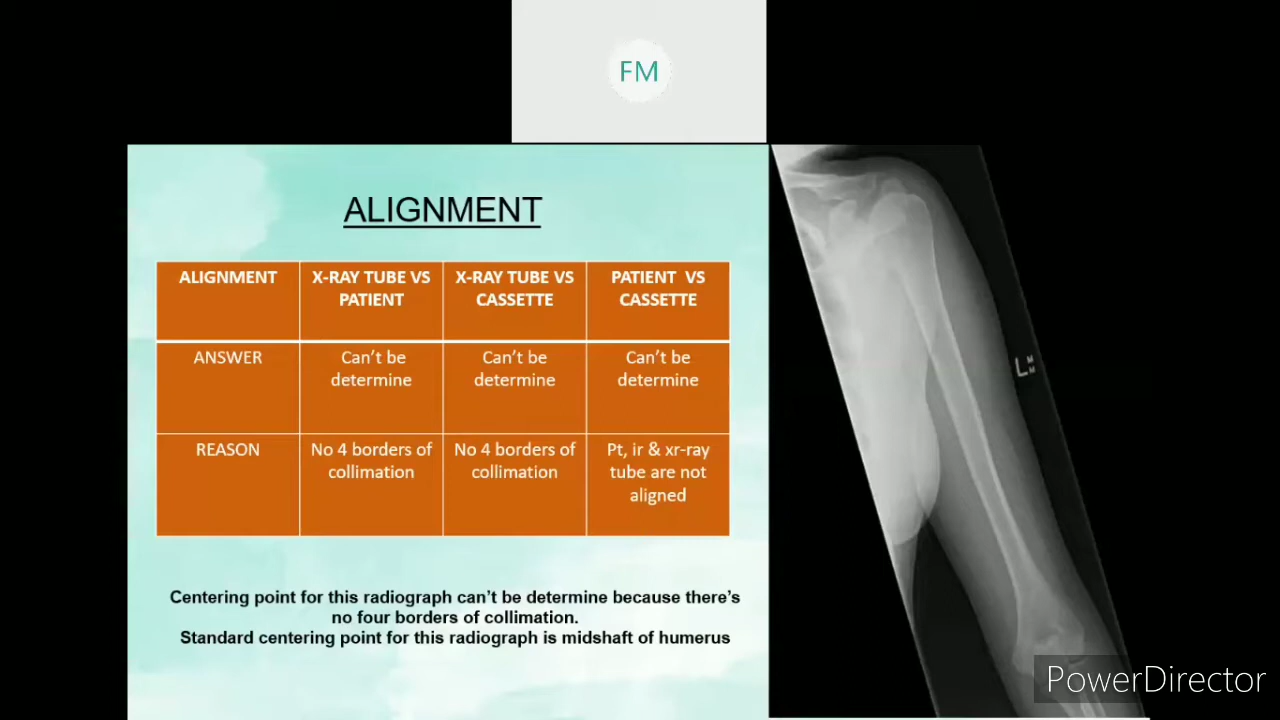 FM
ALIGNMENT
ALIGNMENT
X-RAY TUBE VS
PATIENT
X-RAY TUBE VS
CASSETTE
PATIENT VS
CASSETTE
ANSWER
Can't be
determine
Can't be
determine
Can't be
determine
REASON
No 4 borders of
collimation
No 4 borders of
collimation
Pt, ir & xr-ray
tube are not
aligned
Centering point for this radiograph can't be determine because there's
no four borders of collimation.
Standard centering point for this radiograph is midshaft of humerus
L
PowerDirector